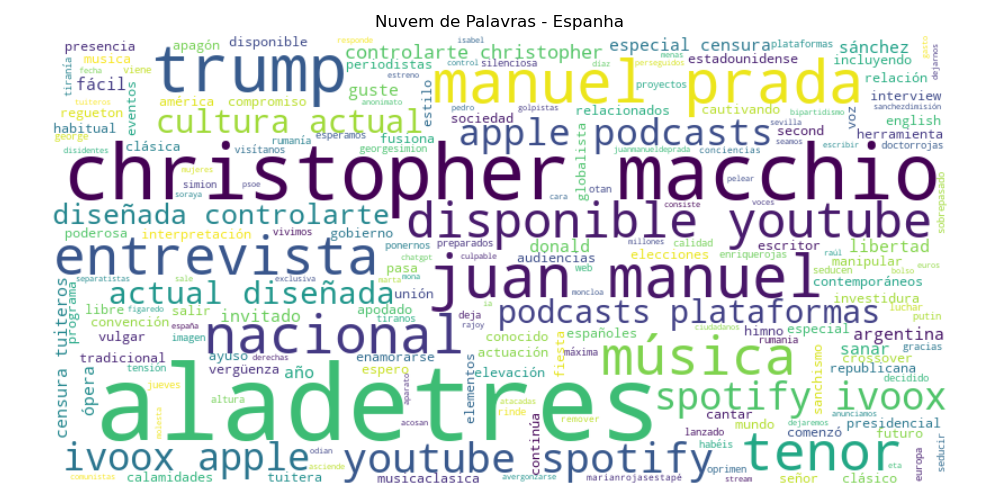 Nuvem de Palavras - Espanha
presencia apagón disponible isabel responde especial censura plataformas sánchez
trump controlarte christopher manuel prada
tiranía musica viene periodistas control silenciosa díaz perseguidos menas estadounidense incluyendo gasta dejarnos
fácil fecha guste estreno proyectos relación
regueton américa compromiso anonimato estilo pedro golpistas relacionados cautivando bipartidismo sanchezdimisión voz interview
tuiteros eventos cultura actual sociedad apple podcasts sevilla second english
habitual george rumanía esperamos fusiona seamos escribir herramienta
disidentes clásica visítanos georgesimion globalista juanmanueldeprada conciencias doctorrojas
christopher macchio
mujeres simion psoe otan pelear
soraya cara consiste voces sobrepasado
diseñada controlarte disponible youtube
poderosa interpretación vivimos gobierno ponernos preparados donald millones calidad escritor libertad
entrevista chatgpt audiencias culpable web elecciones enriquerojas raúl manipular
separatistas sale exclusiva marta mona pasa juan manuel moncloa seducen bolso euros contemporáneos
actual diseñada unión ia investidura
censura tuiteros programa libre figaredo salir invitado apodado tiranos deja podcasts plataformas luchar putin
convención nacional rajoy conocido españoles ciudadanos himno especial argentina
vulgar españa imagen actuación rumania gracias
tradicional derechas ayuso enamorarse fiesta máxima música sanar crossover
ópera tensión vergüenza año espero elementos elevación sanchismo republicana decidido
jueves aladetres atacadas
molesta altura aparato rinde remover spotify ivoox
acosan continúa lanzado cantar mundo anunciamos dejaremos comenzó presidencial futuro
ivoox apple odian youtube spotify habéis tenor eta europa seducir
comunistas calamidades asciende tuitera musicaclasica avergonzarse marianrojasestapé stream oprimen señor clásico